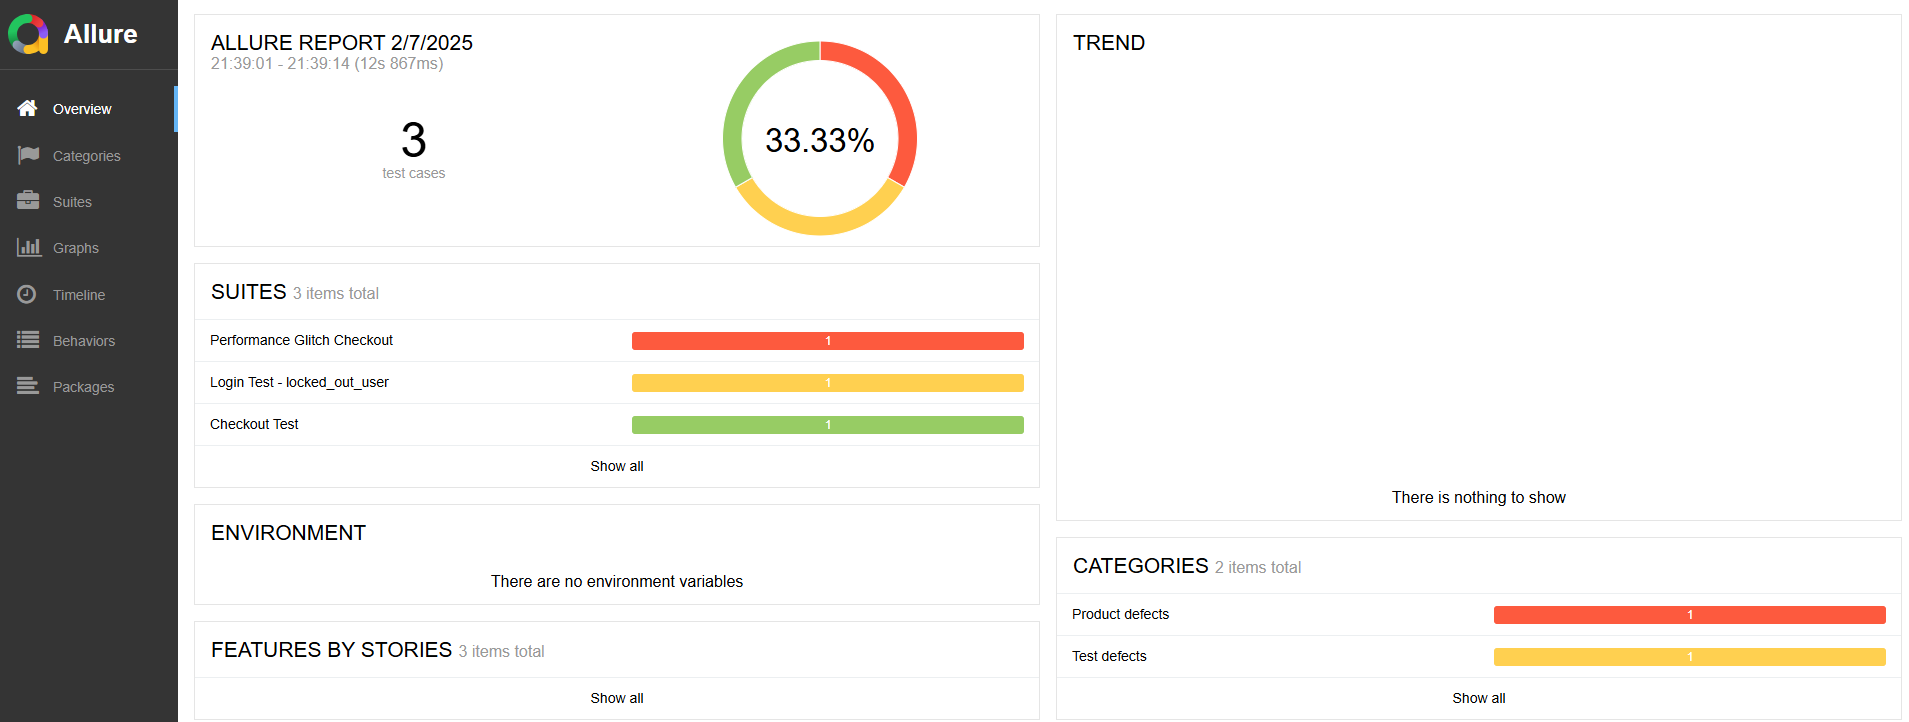 Allure
Overview
Categories
Suites
Graphs
Timeline
Behaviors
Packages
ALLURE REPORT 2/7/2025
21:39:01 - 21:39:14 (12s 867ms)
3
test cases
33.33%
SUITES 3 items total
Performance Glitch Checkout 1
Login Test - locked_out_user 1
Checkout Test 1
Show all
ENVIRONMENT
There are no environment variables
FEATURES BY STORIES 3 items total
Show all
TREND
There is nothing to show
CATEGORIES 2 items total
Product defects 1
Test defects 1
Show all